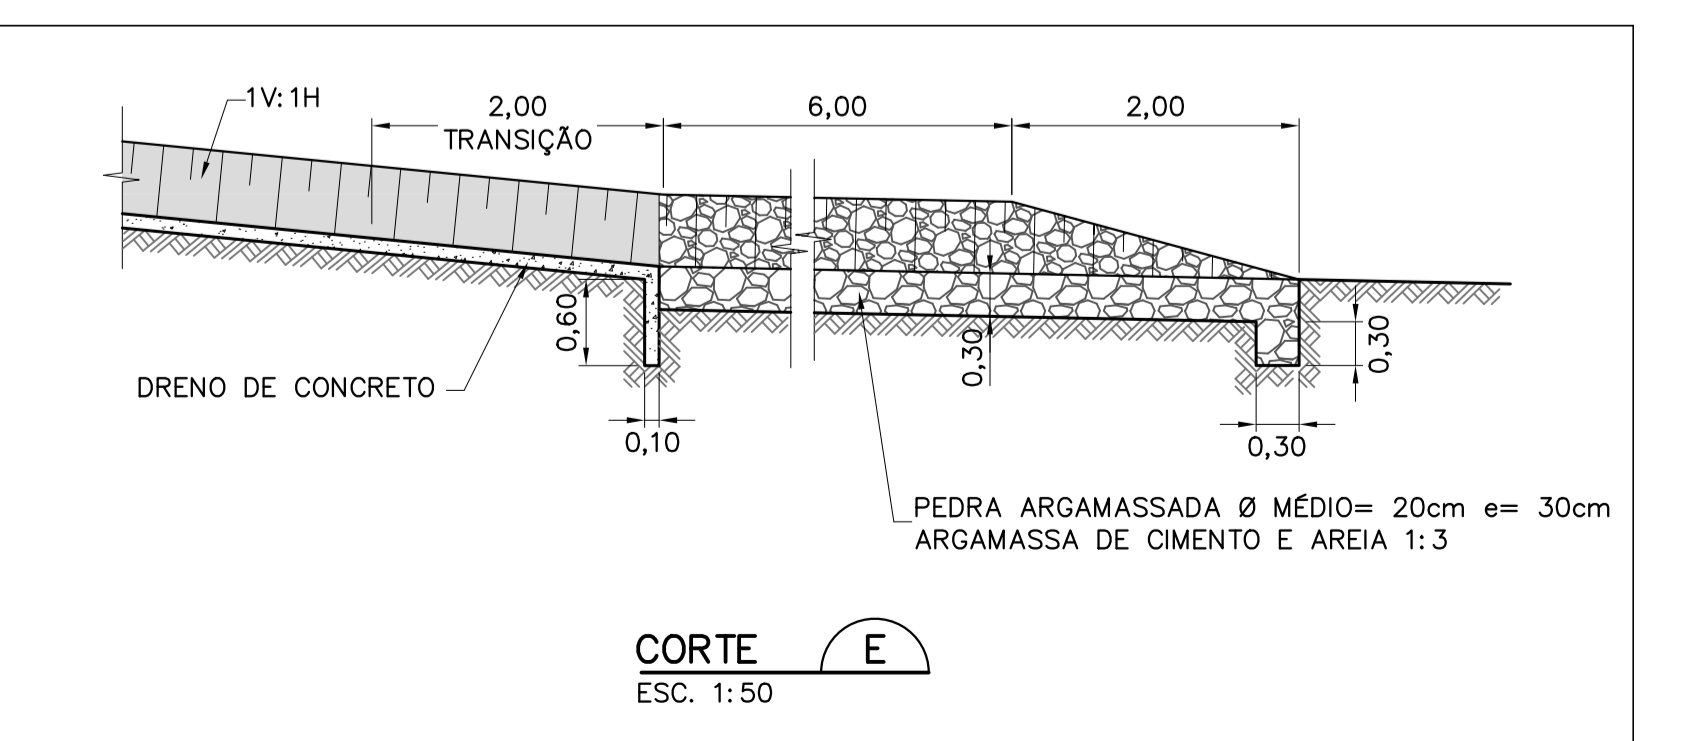 1V:1H
2,00
TRANSIÇÃO
6,00
2,00
0,60
0,30
0,30
DRENO DE CONCRETO
0,10
0,30
PEDRA ARGAMASSADA Ø MÉDIO= 20cm e= 30cm
ARGAMASSA DE CIMENTO E AREIA 1:3
CORTE E
ESC. 1:50